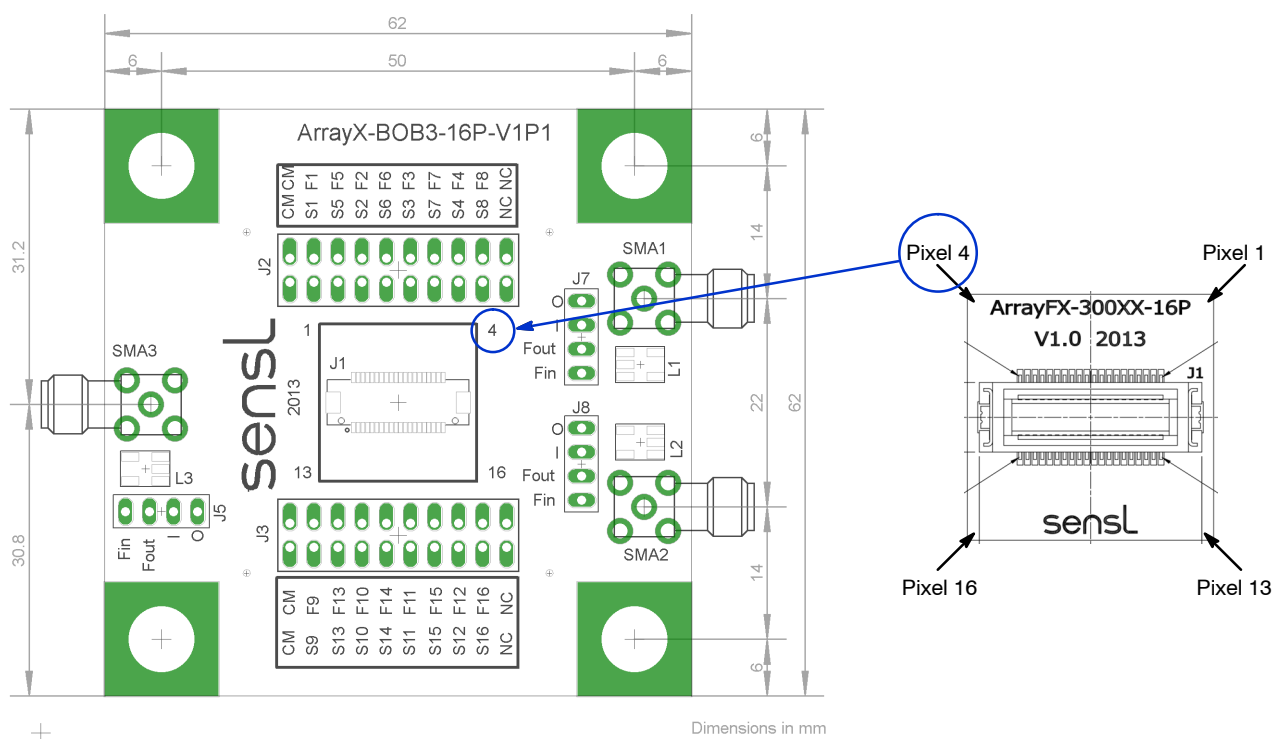 62
6
50
6
ArrayX-BOB3-16P-V1P1
CM CM
S1 F1
S5 F5
S2 F2
S6 F6
S3 F3
S7 F7
S4 F4
S8 F8
NC NC
6
14
31.2
J2
SMA1
J7
O
I
Fout
Fin
L1
1
4
J1
13
16
sensl
2013
SMA3
L3
J5
Fin
Fout
I
O
J8
O
I
Fout
Fin
L2
SMA2
22
62
30.8
J3
14
CM CM
S9 F9
S13 F13
S10 F10
S14 F14
S11 F11
S15 F15
S12 F12
S16 F16
NC NC
6
Dimensions in mm
Pixel 4
Pixel 1
ArrayFX-300XX-16P
V1.0 2013
J1
sensl
Pixel 16
Pixel 13